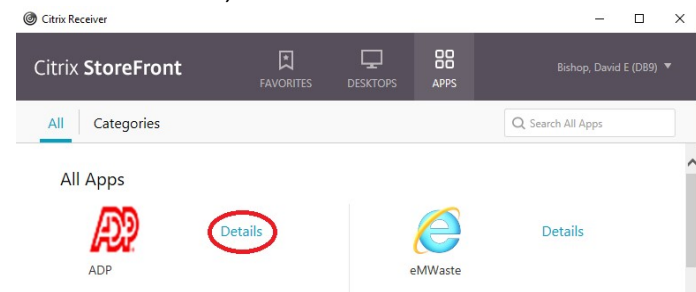 Citrix Receiver
Citrix StoreFront
FAVORITES
DESKTOPS
APPS
Bishop, David E (DB9)
All
Categories
Search All Apps
All Apps
ADP
Details
ADP
Details
eMWaste